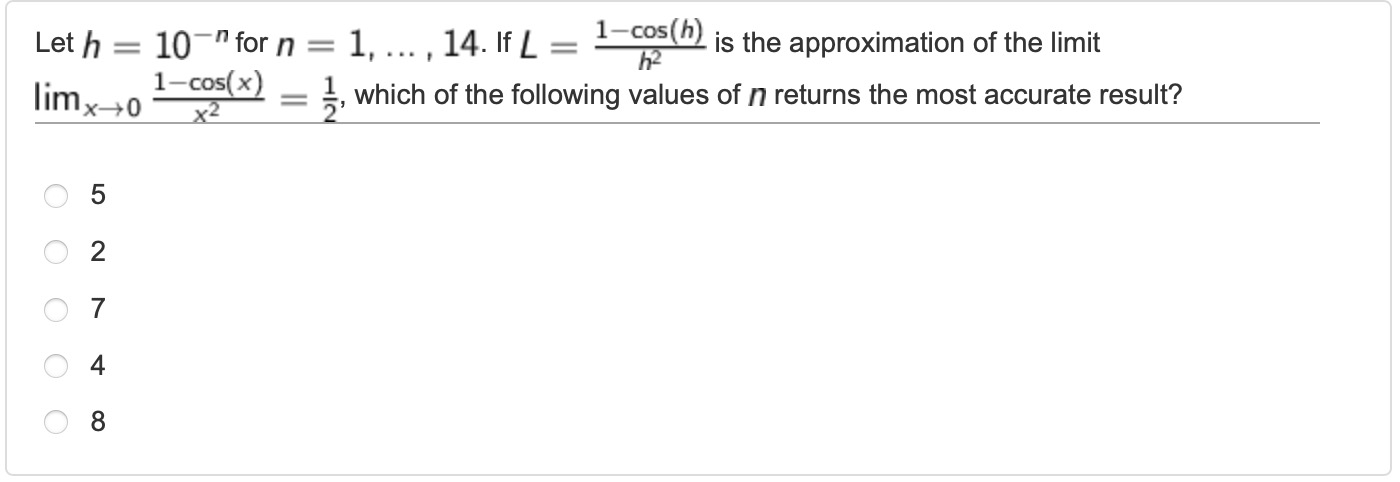 Let h = 10⁻ⁿ for n = 1, ... , 14. If L = (1−cos(h))/h² is the approximation of the limit
limₓ→₀ (1−cos(x))/x² = 1/2, which of the following values of n returns the most accurate result?
5
2
7
4
8